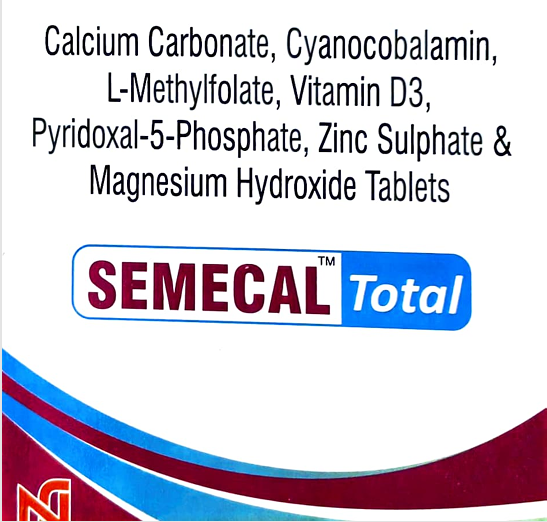 Calcium Carbonate, Cyanocobalamin,
L-Methylfolate, Vitamin D3,
Pyridoxal-5-Phosphate, Zinc Sulphate &
Magnesium Hydroxide Tablets
SEMECAL™ Total